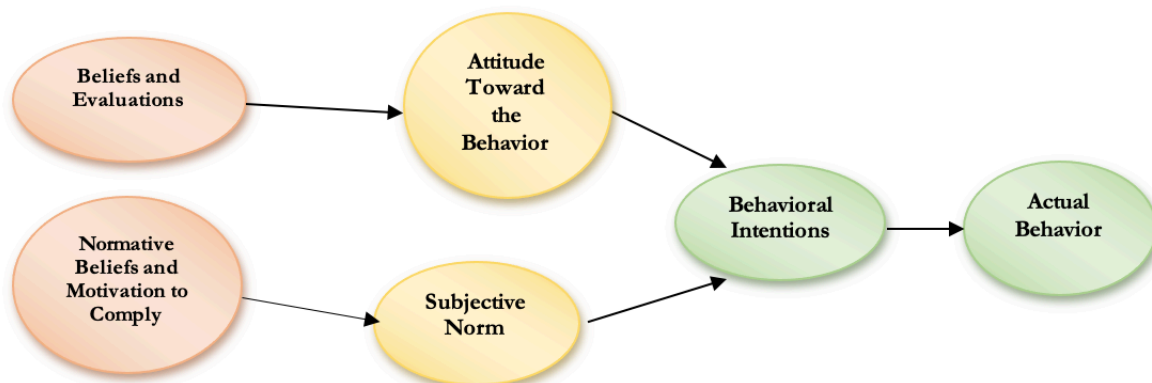 Beliefs and
Evaluations
Attitude
Toward
the
Behavior
Normative
Beliefs and
Motivation to
Comply
Subjective
Norm
Behavioral
Intentions
Actual
Behavior